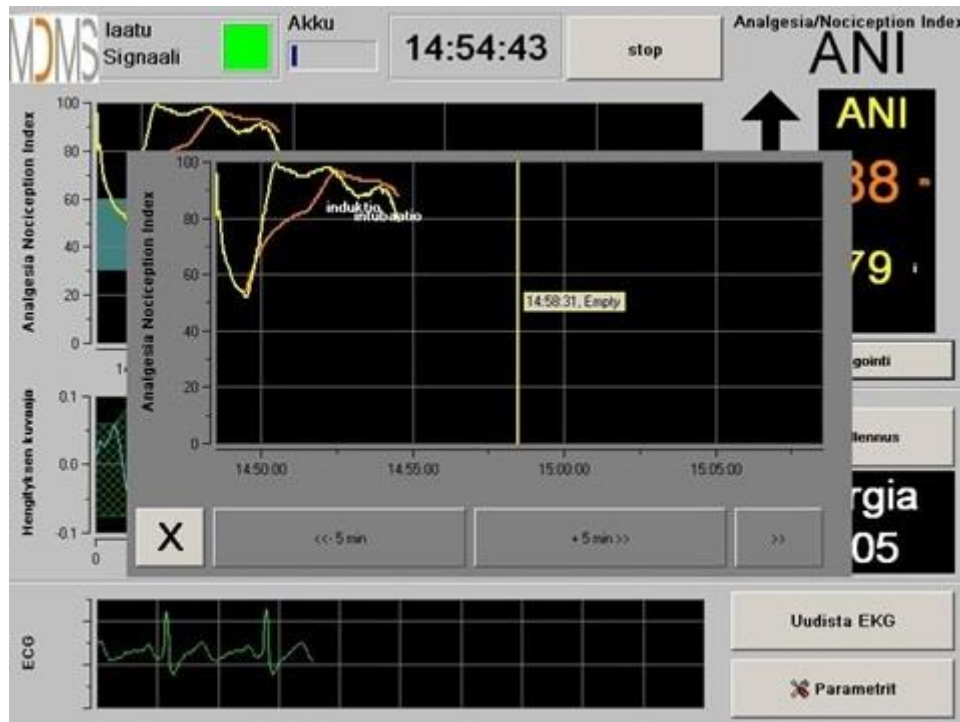 MDMS
laatu
Signaali
Akku
14:54:43
stop
Analgesia/Nociception Index
ANI
ANI
88 m
79 i
Analgesia Nociception Index
100
80
60
40
20
0
Analgesia Nociception Index
100
80
60
40
20
0
induktio
intubaatio
14:58:31, Empty
14:50:00
14:55:00
15:00:00
15:05:00
X
<<- 5 min
+ 5 min >>
>>
gointi
lennus
rgia
05
Hengityksen kuvaaja
0.1
0.0
-0.1
0
ECG
Uudista EKG
Parametrit